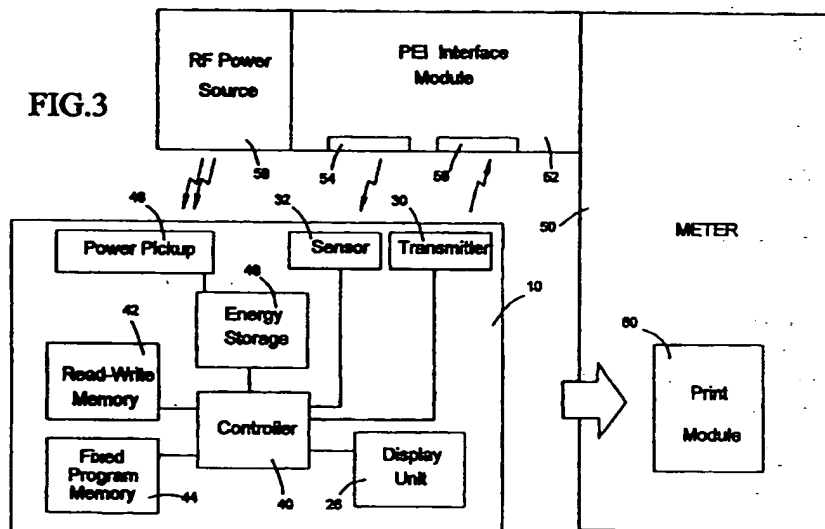 FIG.3
RF Power
Source
PEI Interface
Module
58
54
56
52
50
METER
46
32
30
Power Pickup
Sensor
Transmitter
48
10
Energy
Storage
42
60
Read-Write
Memory
Controller
Print
Module
Fixed
Program
Memory
Display
Unit
44
40
26